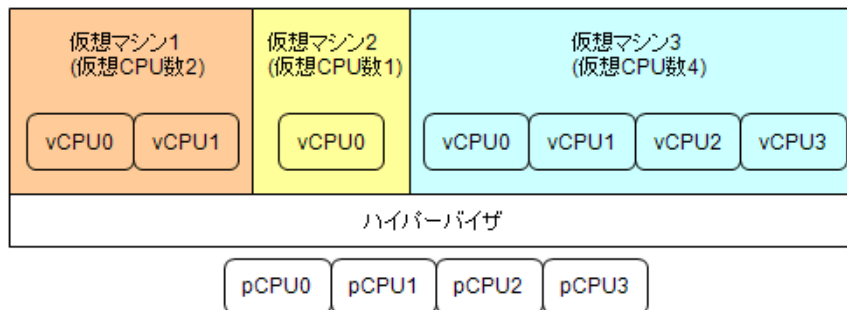 仮想マシン1
(仮想CPU数2)
仮想マシン2
(仮想CPU数1)
仮想マシン3
(仮想CPU数4)
vCPU0 vCPU1 vCPU0 vCPU0 vCPU1 vCPU2 vCPU3
ハイパーバイザ
pCPU0 pCPU1 pCPU2 pCPU3